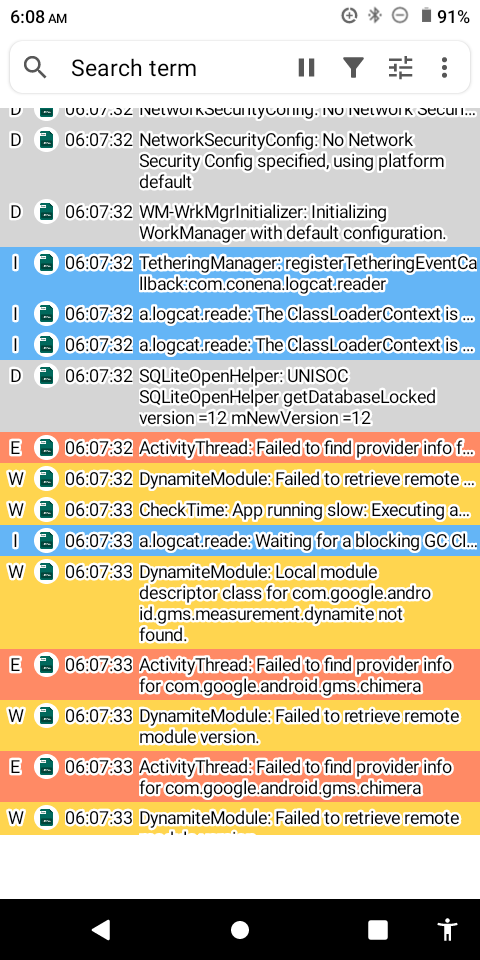 6:08 AM
91%
Search term
D 06:07:32 NetworkSecurityConfig: No Network Securi...
D 06:07:32 NetworkSecurityConfig: No Network
Security Config specified, using platform
default
D 06:07:32 WM-WrkMgrInitializer: Initializing
WorkManager with default configuration.
I 06:07:32 TetheringManager: registerTetheringEventCa
llback:com.conena.logcat.reader
I 06:07:32 a.logcat.reade: The ClassLoaderContext is ...
I 06:07:32 a.logcat.reade: The ClassLoaderContext is ...
D 06:07:32 SQLiteOpenHelper: UNISOC
SQLiteOpenHelper getDatabaseLocked
version =12 mNewVersion =12
E 06:07:32 ActivityThread: Failed to find provider info f...
W 06:07:32 DynamiteModule: Failed to retrieve remote ...
W 06:07:33 CheckTime: App running slow: Executing a...
I 06:07:33 a.logcat.reade: Waiting for a blocking GC Cl...
W 06:07:33 DynamiteModule: Local module
descriptor class for com.google.andro
id.gms.measurement.dynamite not
found.
E 06:07:33 ActivityThread: Failed to find provider info
for com.google.android.gms.chimera
W 06:07:33 DynamiteModule: Failed to retrieve remote
module version.
E 06:07:33 ActivityThread: Failed to find provider info
for com.google.android.gms.chimera
W 06:07:33 DynamiteModule: Failed to retrieve remote